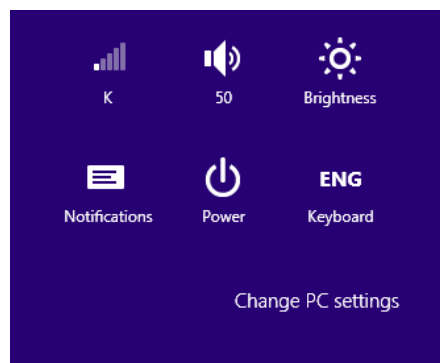 K
50
Brightness
Notifications
Power
ENG
Keyboard
Change PC settings